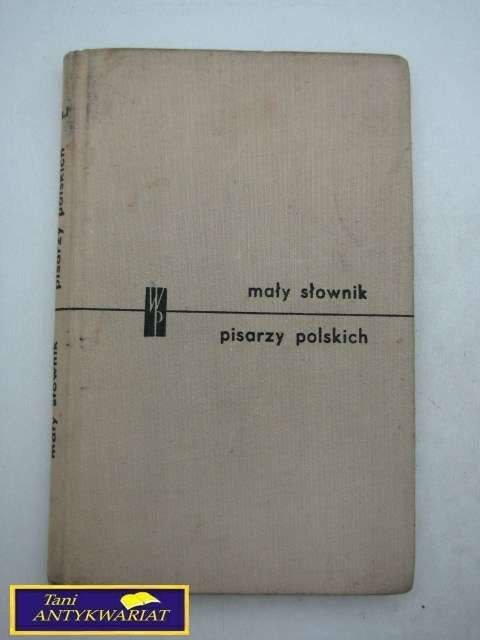 mały słownik
pisarzy polskich
WP
mały słownik
pisarzy polskich
Tani
ANTYKWARIAT